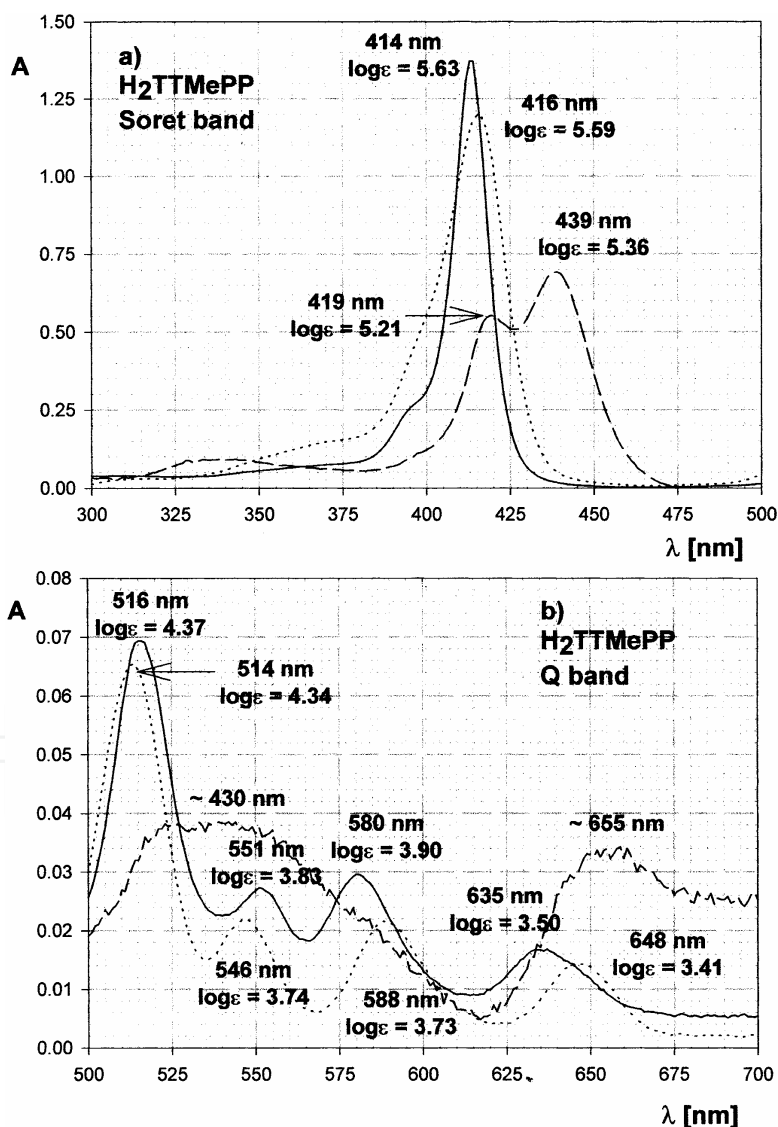 1.50
A
a)
H2TTMePP
Soret band
414 nm
logε = 5.63
416 nm
logε = 5.59
1.25
1.00
439 nm
logε = 5.36
0.75
419 nm
logε = 5.21
0.50
0.25
0.00
300 325 350 375 400 425 450 475 500
λ [nm]
0.08
A
516 nm
logε = 4.37
b)
H2TTMePP
Q band
0.07
514 nm
logε = 4.34
0.06
0.05
~ 430 nm
0.04
580 nm
logε = 3.90
~ 655 nm
551 nm
logε = 3.83
0.03
635 nm
logε = 3.50
0.02
648 nm
logε = 3.41
546 nm
logε = 3.74
588 nm
logε = 3.73
0.01
0.00
500 525 550 575 600 625 650 675 700
λ [nm]